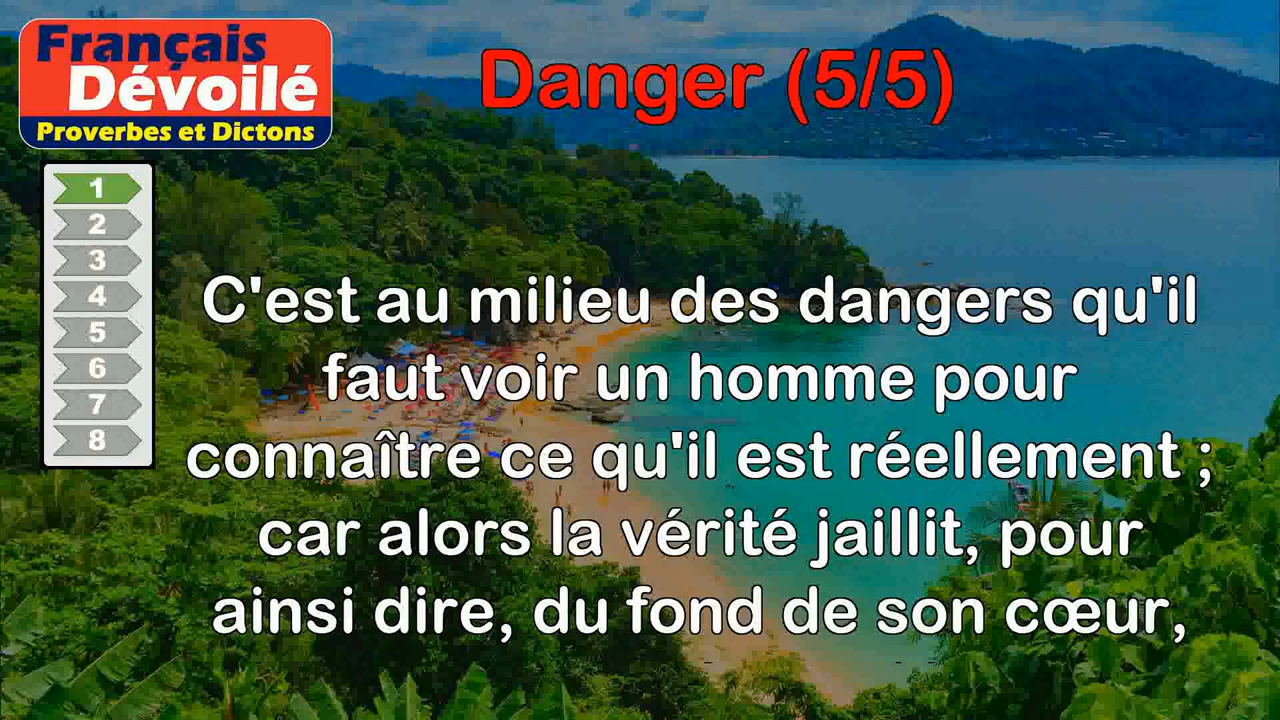 Français
Dévoilé
Proverbes et Dictons
Danger (5/5)
1
2
3
4
5
6
7
8
C'est au milieu des dangers qu'il
faut voir un homme pour
connaître ce qu'il est réellement ;
car alors la vérité jaillit, pour
ainsi dire, du fond de son cœur,